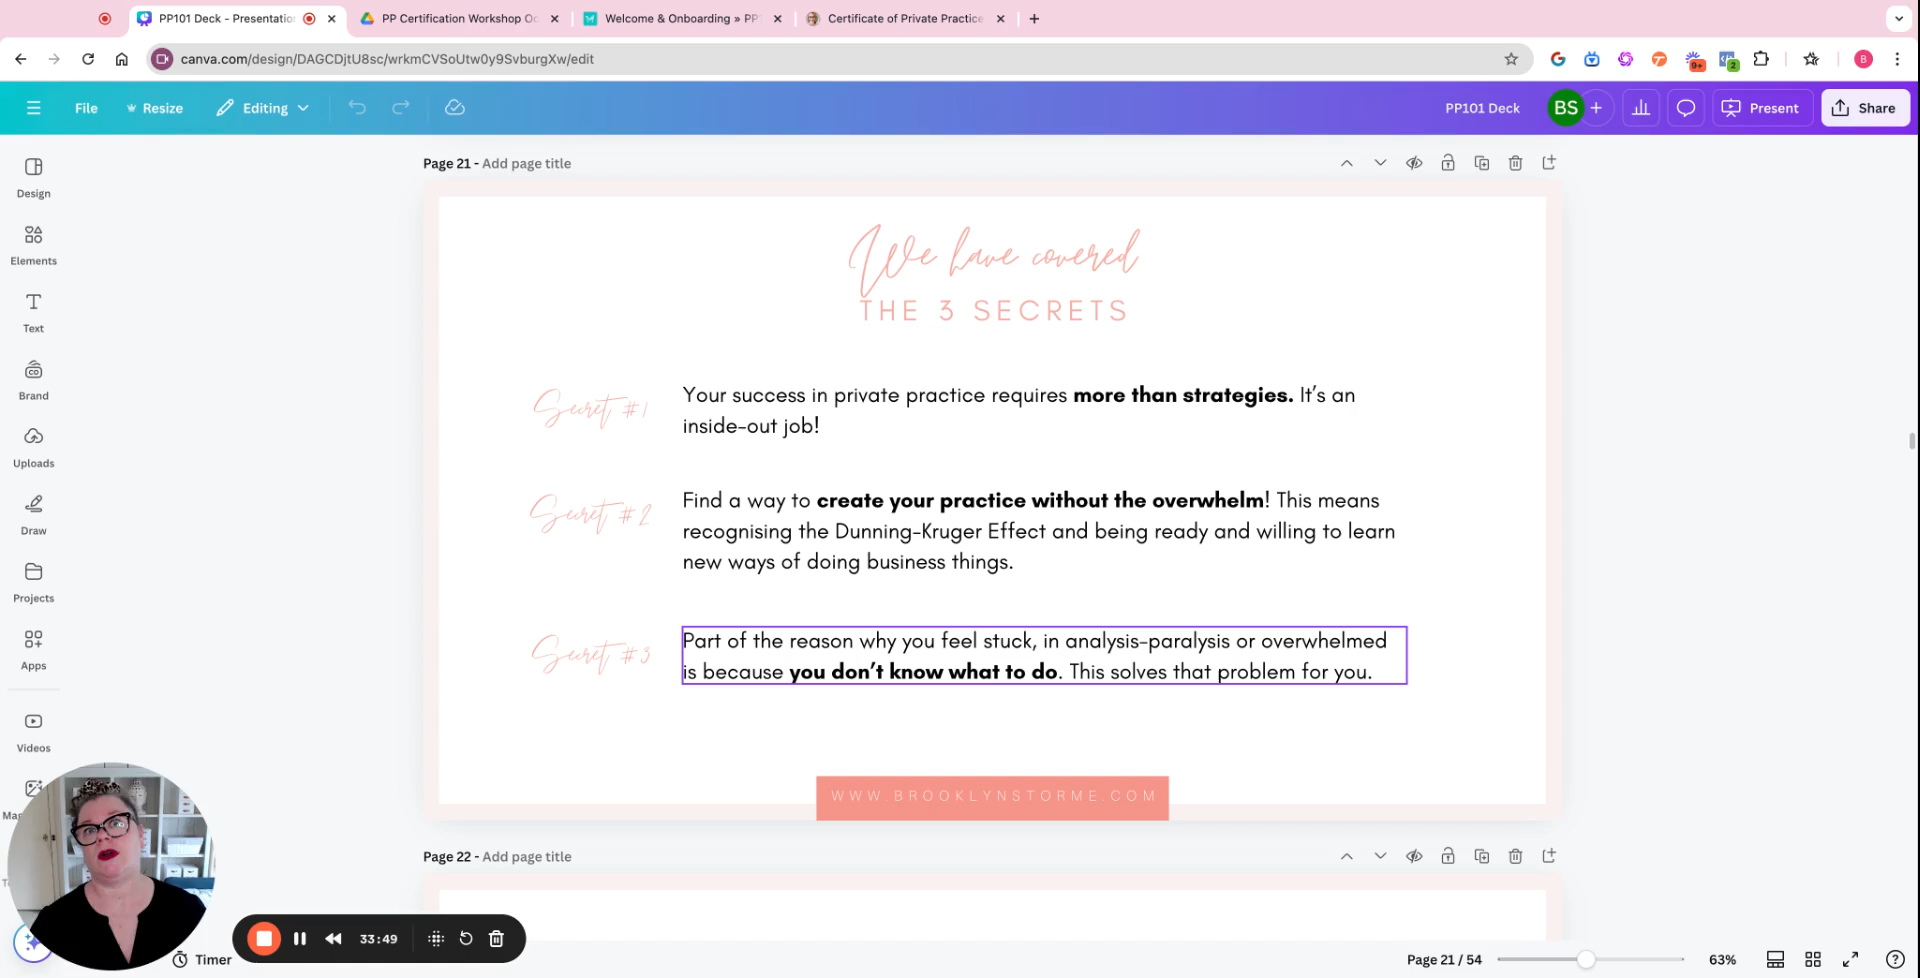 PP101 Deck - Presentation
PP Certification Workshop Oc
Welcome & Onboarding » PP
Certificate of Private Practice
canva.com/design/DAGCDjtU8sc/wrkmCVSoUtw0y9SvburgXw/edit
9+
2
B
File
Resize
Editing
PP101 Deck
BS
Present
Share
Design
Elements
Text
Brand
Uploads
Draw
Projects
Apps
Videos
Page 21 - Add page title
We have covered
THE 3 SECRETS
Secret #1
Your success in private practice requires more than strategies. It's an
inside-out job!
Secret #2
Find a way to create your practice without the overwhelm! This means
recognising the Dunning-Kruger Effect and being ready and willing to learn
new ways of doing business things.
Secret #3
Part of the reason why you feel stuck, in analysis-paralysis or overwhelmed
is because you don't know what to do. This solves that problem for you.
WWW.BROOKLYNSTORME.COM
Page 22 - Add page title
33:49
Timer
Page 21 / 54
63%